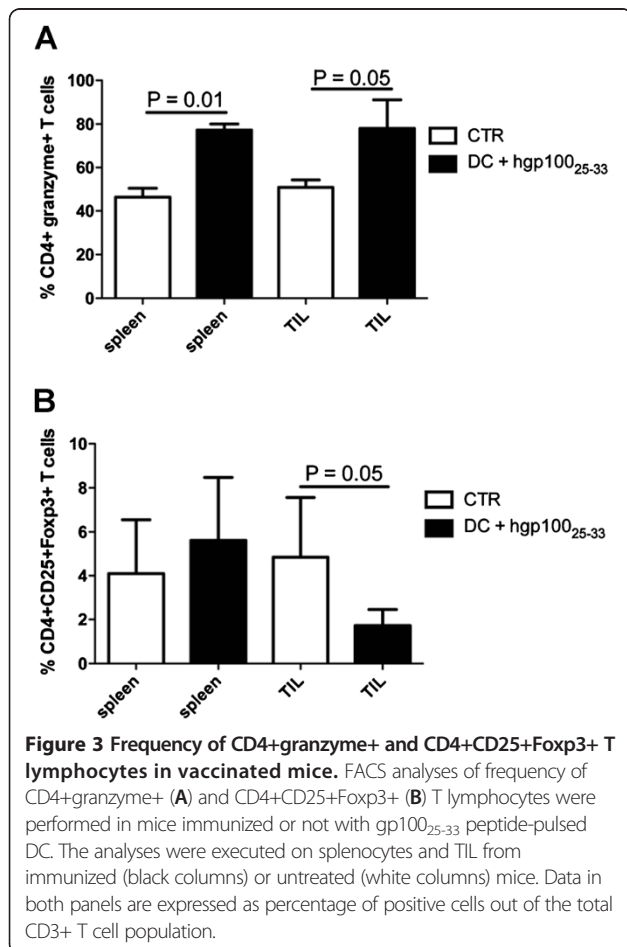 A
% CD4+ granzyme+ T cells
100
80
60
40
20
0
P = 0.01
P = 0.05
CTR
DC + hgp100₂₅₋₃₃
spleen
spleen
TIL
TIL
B
% CD4+CD25+Foxp3+ T cells
10
8
6
4
2
0
P = 0.05
CTR
DC + hgp100₂₅₋₃₃
spleen
spleen
TIL
TIL
Figure 3 Frequency of CD4+granzyme+ and CD4+CD25+Foxp3+ T
lymphocytes in vaccinated mice. FACS analyses of frequency of
CD4+granzyme+ (A) and CD4+CD25+Foxp3+ (B) T lymphocytes were
performed in mice immunized or not with gp100₂₅₋₃₃ peptide-pulsed
DC. The analyses were executed on splenocytes and TIL from
immunized (black columns) or untreated (white columns) mice. Data in
both panels are expressed as percentage of positive cells out of the total
CD3+ T cell population.